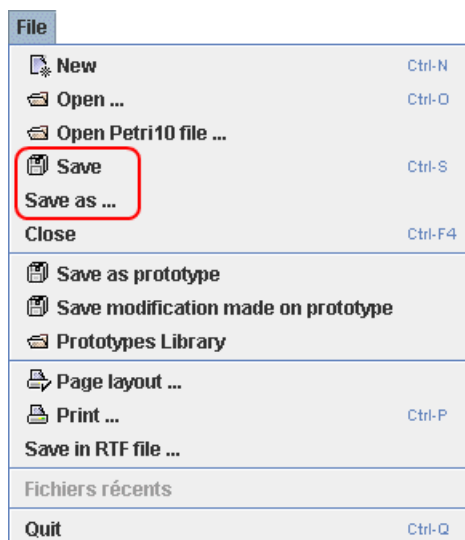 File
New Ctrl-N
Open ... Ctrl-O
Open Petri10 file ...
Save Ctrl-S
Save as ...
Close Ctrl-F4
Save as prototype
Save modification made on prototype
Prototypes Library
Page layout ...
Print ... Ctrl-P
Save in RTF file ...
Fichiers récents
Quit Ctrl-Q